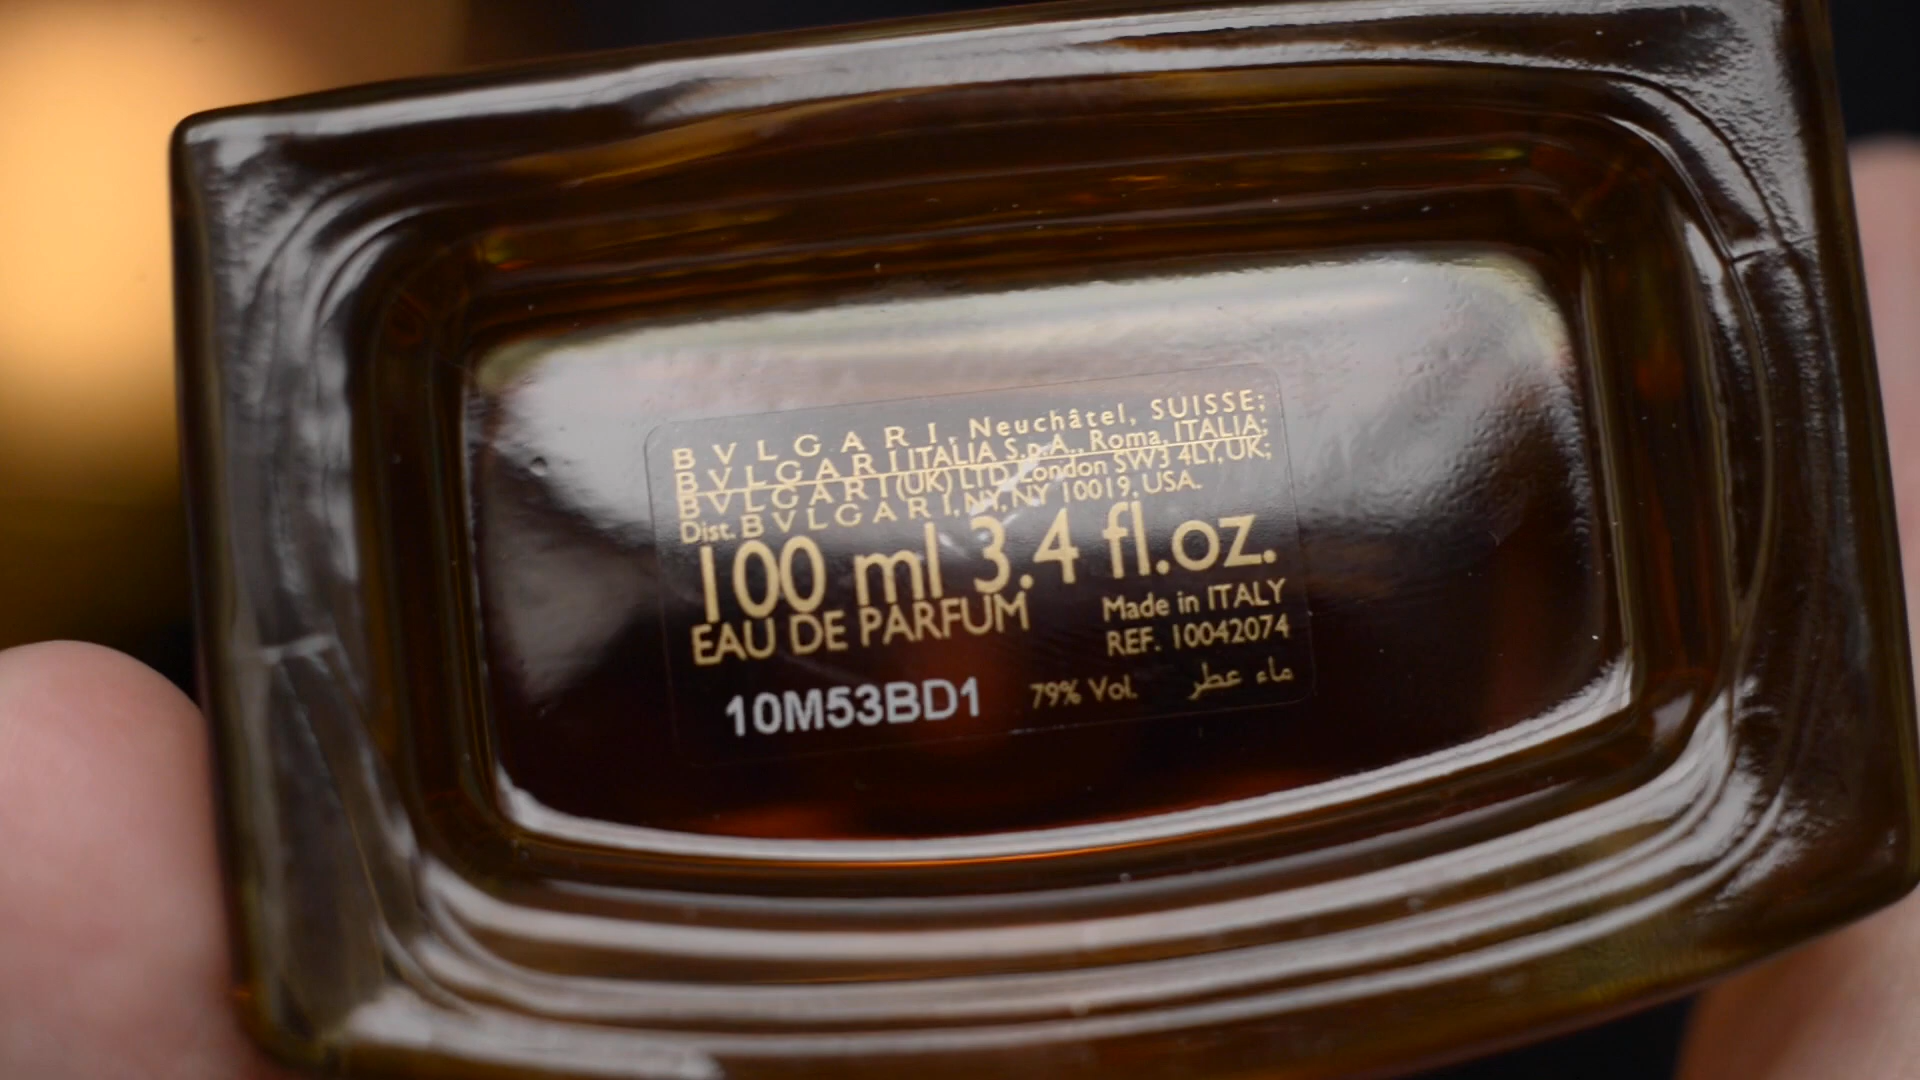 BVLGARI, Neuchâtel, SUISSE;
BVLGARI ITALIA S.p.A., Roma, ITALIA;
BVLGARI (UK) LTD, London SW3 4LY, UK;
Dist. BVLGARI, NY, NY 10019, USA.
100 ml 3.4 fl.oz.
EAU DE PARFUM
Made in ITALY
REF. 10042074
10M53BD1 79% Vol. ماء عطر